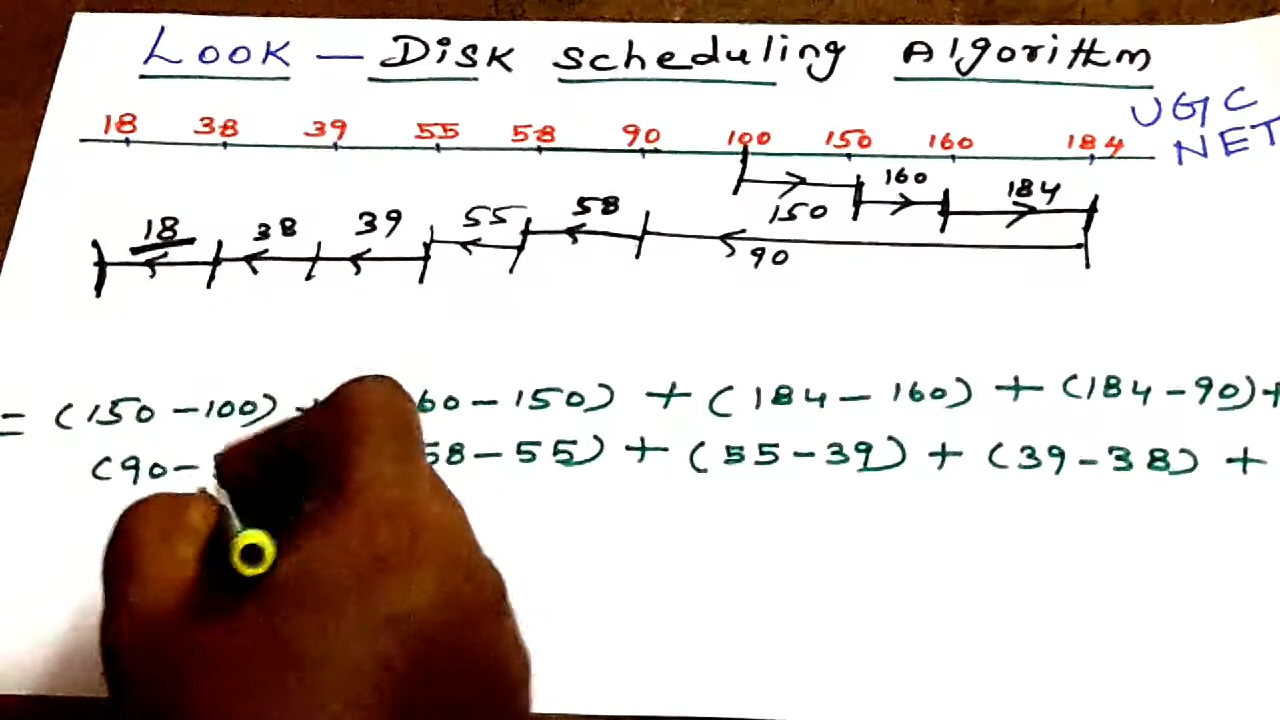 LOOK – Disk scheduling Algorithm
UGC
NET
18 38 39 55 58 90 100 150 160 184
150 160 184
18 38 39 55 58 90
= (150 - 100) 60 - 150) + (184 - 160) + (184 - 90) +
(90 - 58 - 55) + (55 - 39) + (39 - 38) +